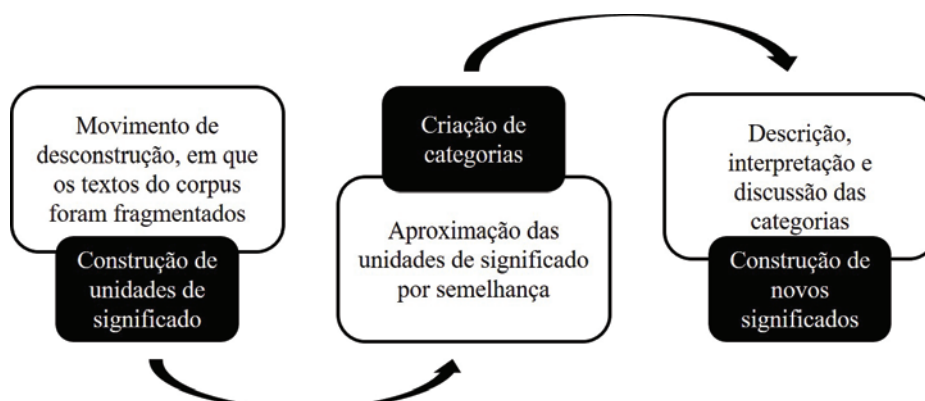 Movimento de
desconstrução, em que
os textos do corpus
foram fragmentados
Construção de
unidades de
significado
Criação de
categorias
Aproximação das
unidades de significado
por semelhança
Descrição,
interpretação e
discussão das
categorias
Construção de
novos
significados